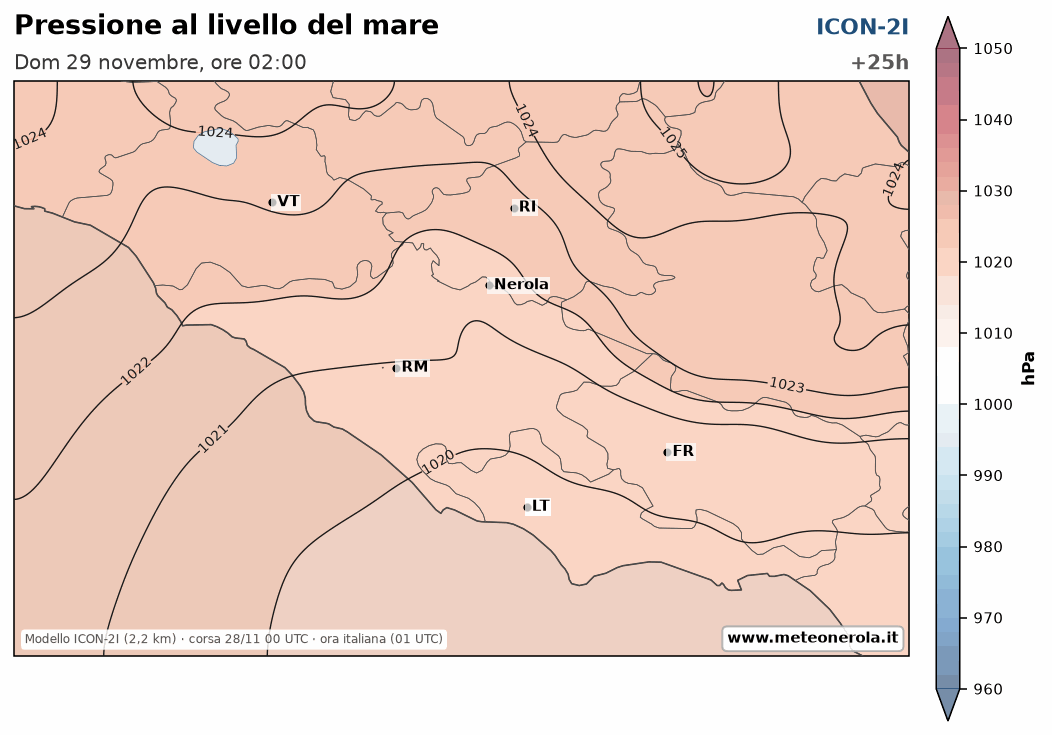 Pressione al livello del mare
ICON-2I
Dom 29 novembre, ore 02:00
+25h
1024
1024
1024
1025
1024
VT
RI
Nerola
1022
RM
1023
1021
1020
FR
LT
Modello ICON-2I (2,2 km) · corsa 28/11 00 UTC · ora italiana (01 UTC)
www.meteonerola.it
1050
1040
1030
1020
1010
1000
990
980
970
960
hPa